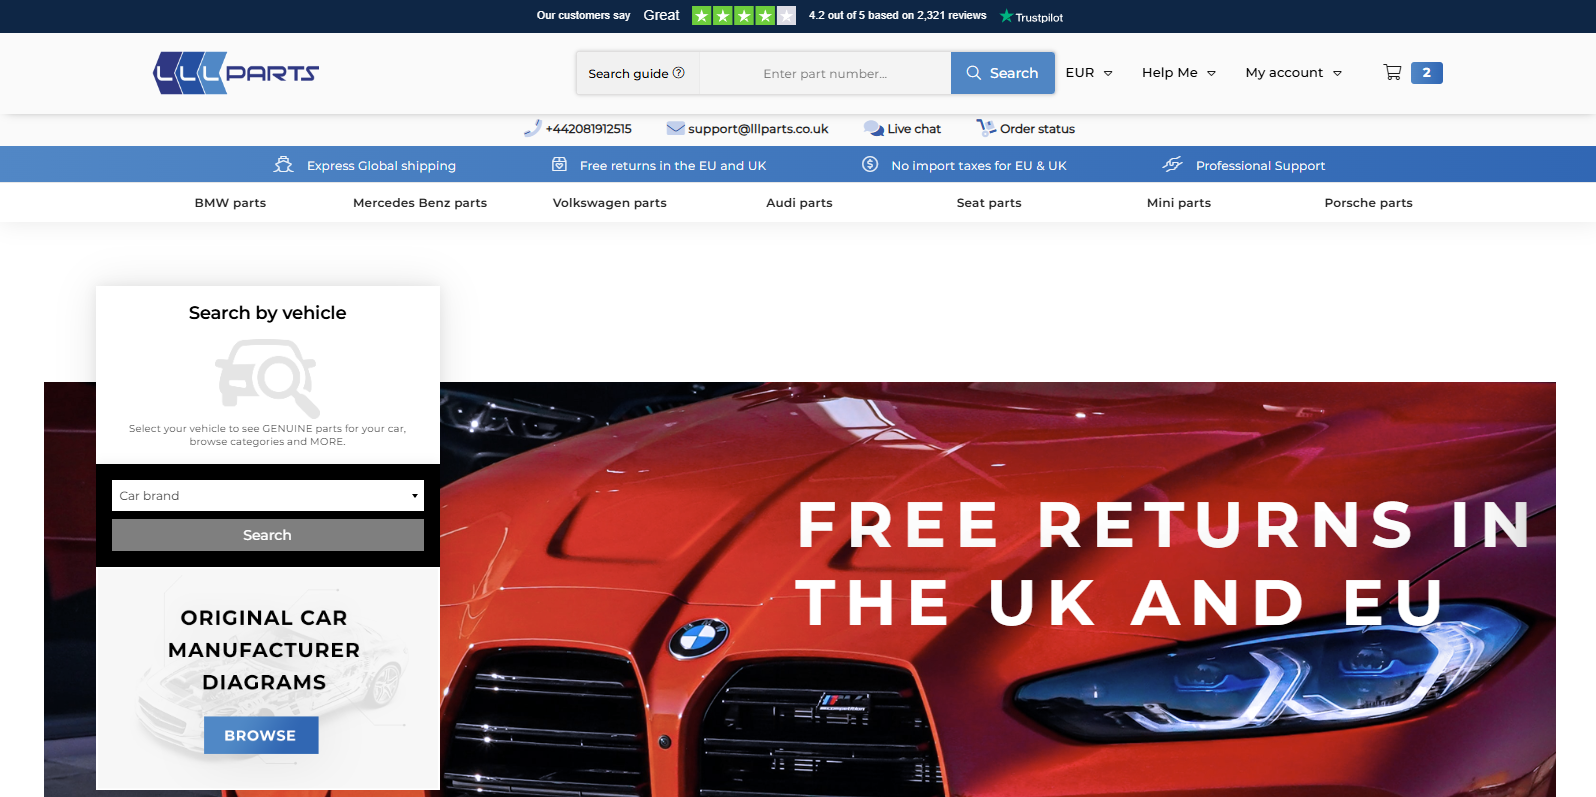 Our customers say Great 4.2 out of 5 based on 2,321 reviews Trustpilot
LLLPARTS
Search guide Enter part number... Search EUR Help Me My account 2
+442081912515 support@lllparts.co.uk Live chat Order status
Express Global shipping Free returns in the EU and UK No import taxes for EU & UK Professional Support
BMW parts Mercedes Benz parts Volkswagen parts Audi parts Seat parts Mini parts Porsche parts
Search by vehicle
Select your vehicle to see GENUINE parts for your car,
browse categories and MORE.
Car brand
Search
ORIGINAL CAR
MANUFACTURER
DIAGRAMS
BROWSE
FREE RETURNS IN
THE UK AND EU
competition